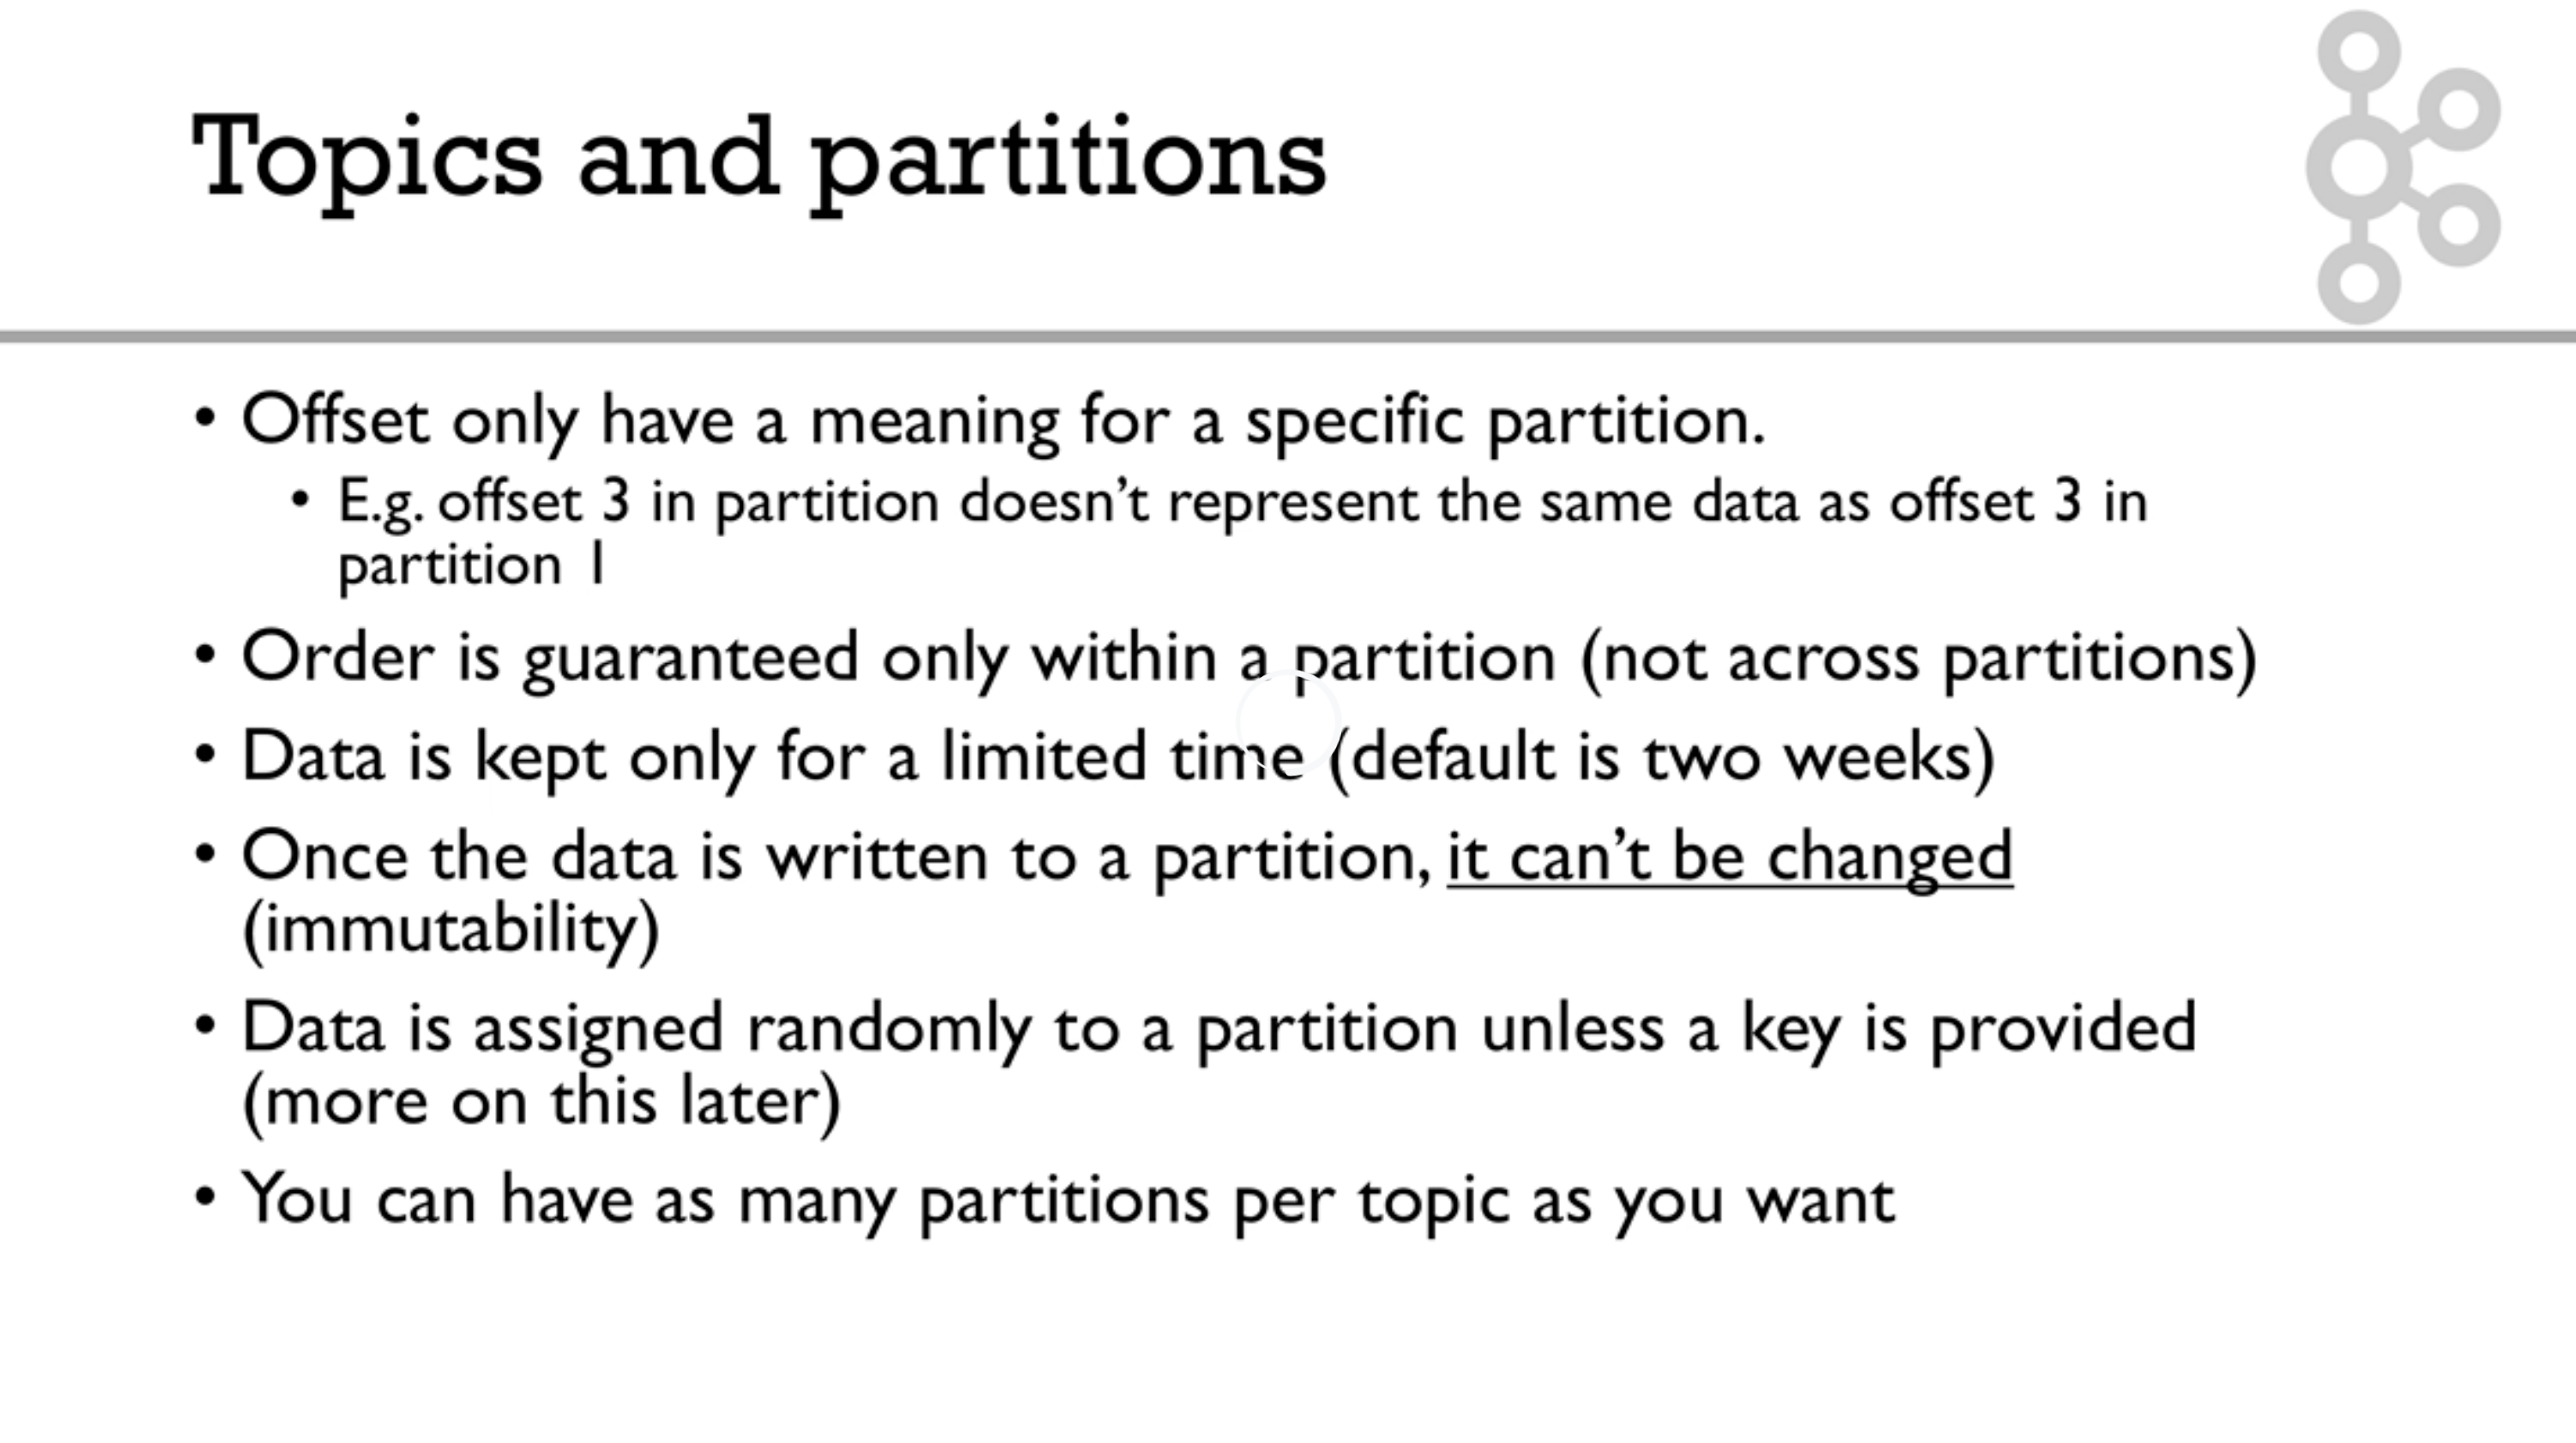 Topics and partitions
• Offset only have a meaning for a specific partition.
• E.g. offset 3 in partition doesn’t represent the same data as offset 3 in
partition 1
• Order is guaranteed only within a partition (not across partitions)
• Data is kept only for a limited time (default is two weeks)
• Once the data is written to a partition, it can’t be changed
(immutability)
• Data is assigned randomly to a partition unless a key is provided
(more on this later)
• You can have as many partitions per topic as you want